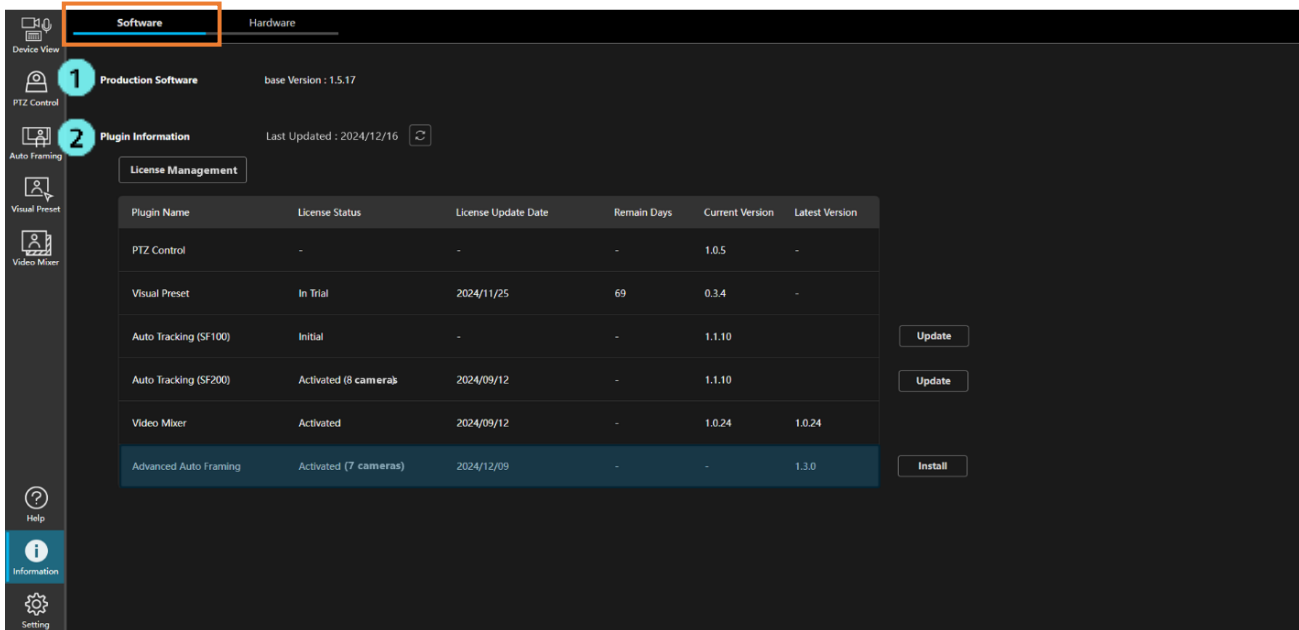 Software Hardware
Device View
1 Production Software base Version : 1.5.17
PTZ Control
2 Plugin Information Last Updated : 2024/12/16
Auto Framing
License Management
Visual Preset
Plugin Name License Status License Update Date Remain Days Current Version Latest Version
PTZ Control - - - 1.0.5 -
Video Mixer
Visual Preset In Trial 2024/11/25 69 0.3.4 -
Auto Tracking (SF100) Initial - - 1.1.10 Update
Auto Tracking (SF200) Activated (8 cameras) 2024/09/12 - 1.1.10 Update
Video Mixer Activated 2024/09/12 - 1.0.24 1.0.24
Advanced Auto Framing Activated (7 cameras) 2024/12/09 - - 1.3.0 Install
Help
Information
Setting